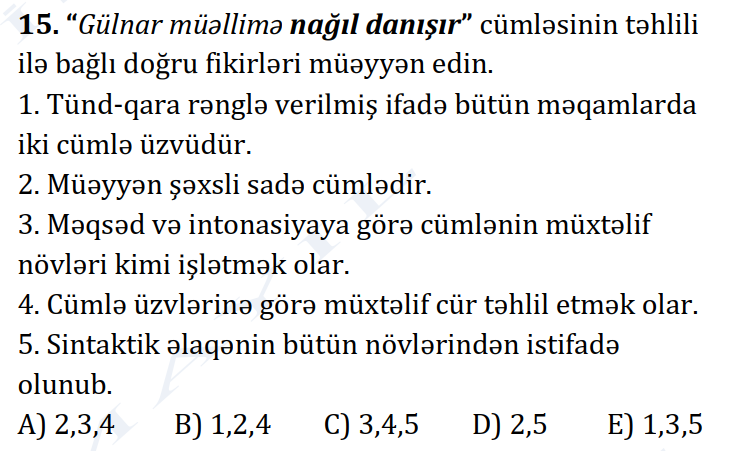 15. “Gülnar müəllimə nağıl danışır” cümləsinin təhlili
ilə bağlı doğru fikirləri müəyyən edin.
1. Tünd-qara rənglə verilmiş ifadə bütün məqamlarda
iki cümlə üzvüdür.
2. Müəyyən şəxsli sadə cümlədir.
3. Məqsəd və intonasiyaya görə cümlənin müxtəlif
növləri kimi işlətmək olar.
4. Cümlə üzvlərinə görə müxtəlif cür təhlil etmək olar.
5. Sintaktik əlaqənin bütün növlərindən istifadə
olunub.
A) 2,3,4 B) 1,2,4 C) 3,4,5 D) 2,5 E) 1,3,5